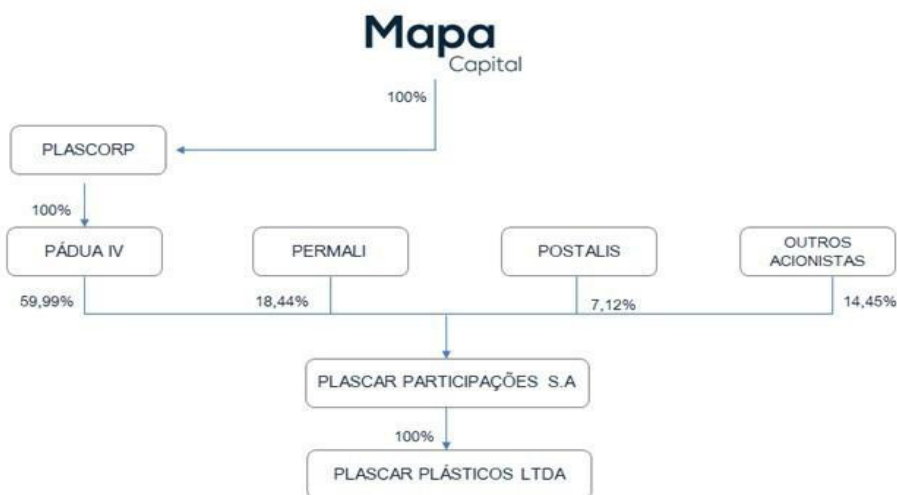 Mapa
Capital
100%
PLASCORP
100%
PÁDUA IV
PERMALI
POSTALIS
OUTROS
ACIONISTAS
59,99%
18,44%
7,12%
14,45%
PLASCAR PARTICIPAÇÕES S.A
100%
PLASCAR PLÁSTICOS LTDA